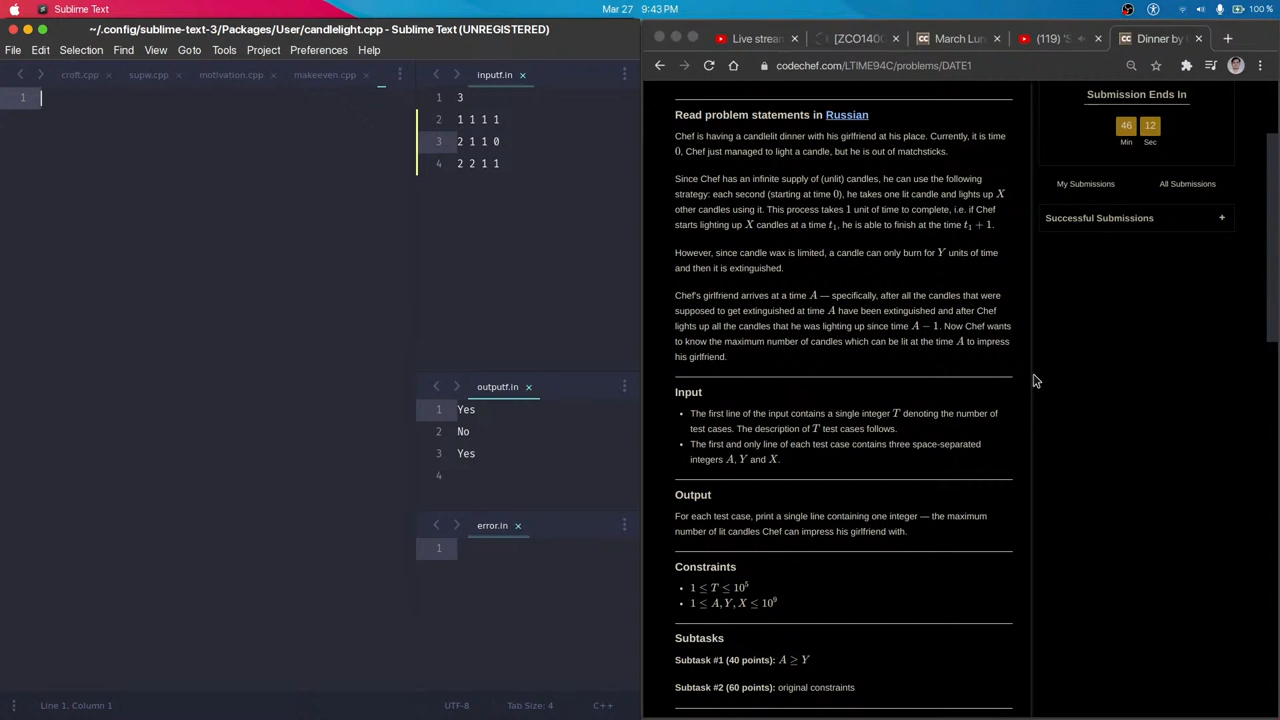 Sublime Text
Mar 27 9:43 PM
100 %
~/.config/sublime-text-3/Packages/User/candlelight.cpp - Sublime Text (UNREGISTERED)
File Edit Selection Find View Goto Tools Project Preferences Help
croft.cpp × supw.cpp × motivation.cpp × makeeven.cpp ×
1
inputf.in ×
1 3
2 1 1 1 1
3 2 1 1 0
4 2 2 1 1
outputf.in ×
1 Yes
2 No
3 Yes
4
error.in ×
1
Line 1, Column 1 UTF-8 Tab Size: 4 C++
Live strean × [ZCO140 × March Lun × (119) 'S × Dinner by ×
codechef.com/LTIME94C/problems/DATE1
Read problem statements in Russian
Chef is having a candlelit dinner with his girlfriend at his place. Currently, it is time
0, Chef just managed to light a candle, but he is out of matchsticks.
Since Chef has an infinite supply of (unlit) candles, he can use the following
strategy: each second (starting at time 0), he takes one lit candle and lights up X
other candles using it. This process takes 1 unit of time to complete, i.e. if Chef
starts lighting up X candles at a time t₁, he is able to finish at the time t₁ + 1.
However, since candle wax is limited, a candle can only burn for Y units of time
and then it is extinguished.
Chef's girlfriend arrives at a time A — specifically, after all the candles that were
supposed to get extinguished at time A have been extinguished and after Chef
lights up all the candles that he was lighting up since time A − 1. Now Chef wants
to know the maximum number of candles which can be lit at the time A to impress
his girlfriend.
Input
• The first line of the input contains a single integer T denoting the number of
test cases. The description of T test cases follows.
• The first and only line of each test case contains three space-separated
integers A, Y and X.
Output
For each test case, print a single line containing one integer — the maximum
number of lit candles Chef can impress his girlfriend with.
Constraints
• 1 ≤ T ≤ 10⁵
• 1 ≤ A, Y, X ≤ 10⁹
Subtasks
Subtask #1 (40 points): A ≥ Y
Subtask #2 (60 points): original constraints
Submission Ends In
46 12
Min Sec
My Submissions All Submissions
Successful Submissions +